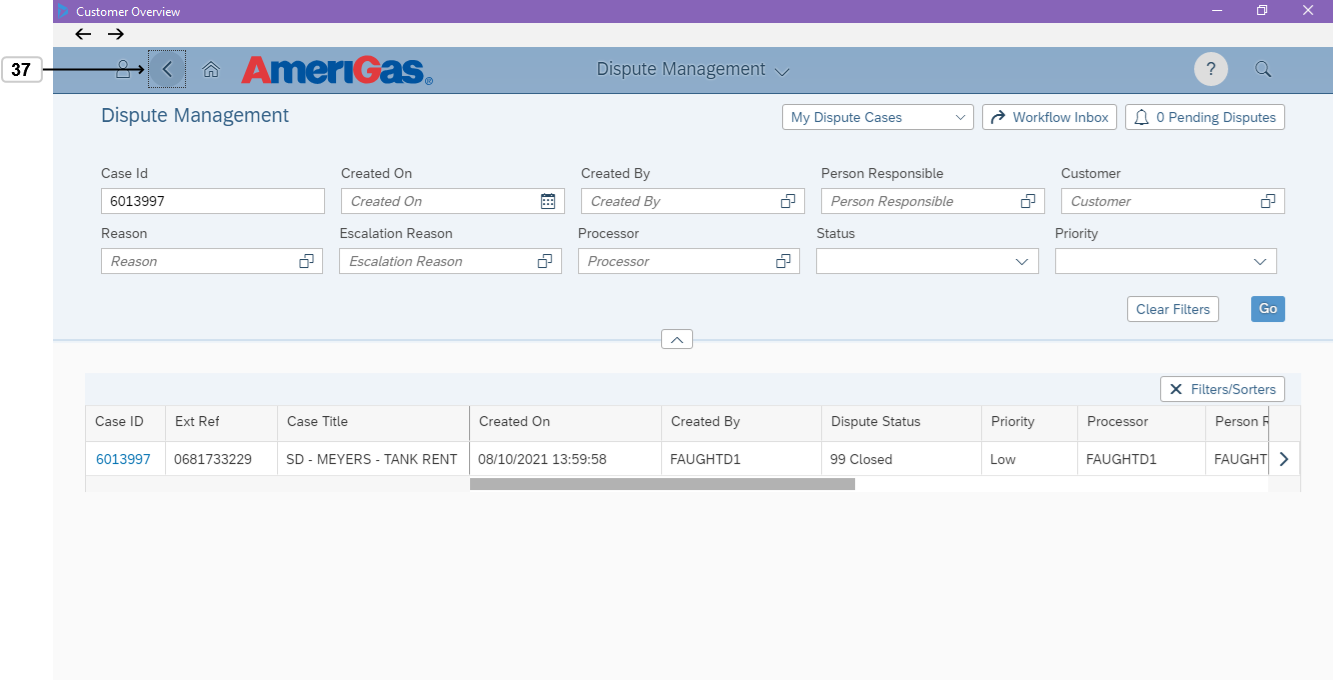 Customer Overview
37
AmeriGas®
Dispute Management
?
Dispute Management
My Dispute Cases
Workflow Inbox
0 Pending Disputes
Case Id
Created On
Created By
Person Responsible
Customer
6013997
Created On
Created By
Person Responsible
Customer
Reason
Escalation Reason
Processor
Status
Priority
Reason
Escalation Reason
Processor
Clear Filters
Go
Filters/Sorters
Case ID
Ext Ref
Case Title
Created On
Created By
Dispute Status
Priority
Processor
Person R
6013997
0681733229
SD - MEYERS - TANK RENT
08/10/2021 13:59:58
FAUGHTD1
99 Closed
Low
FAUGHTD1
FAUGHT